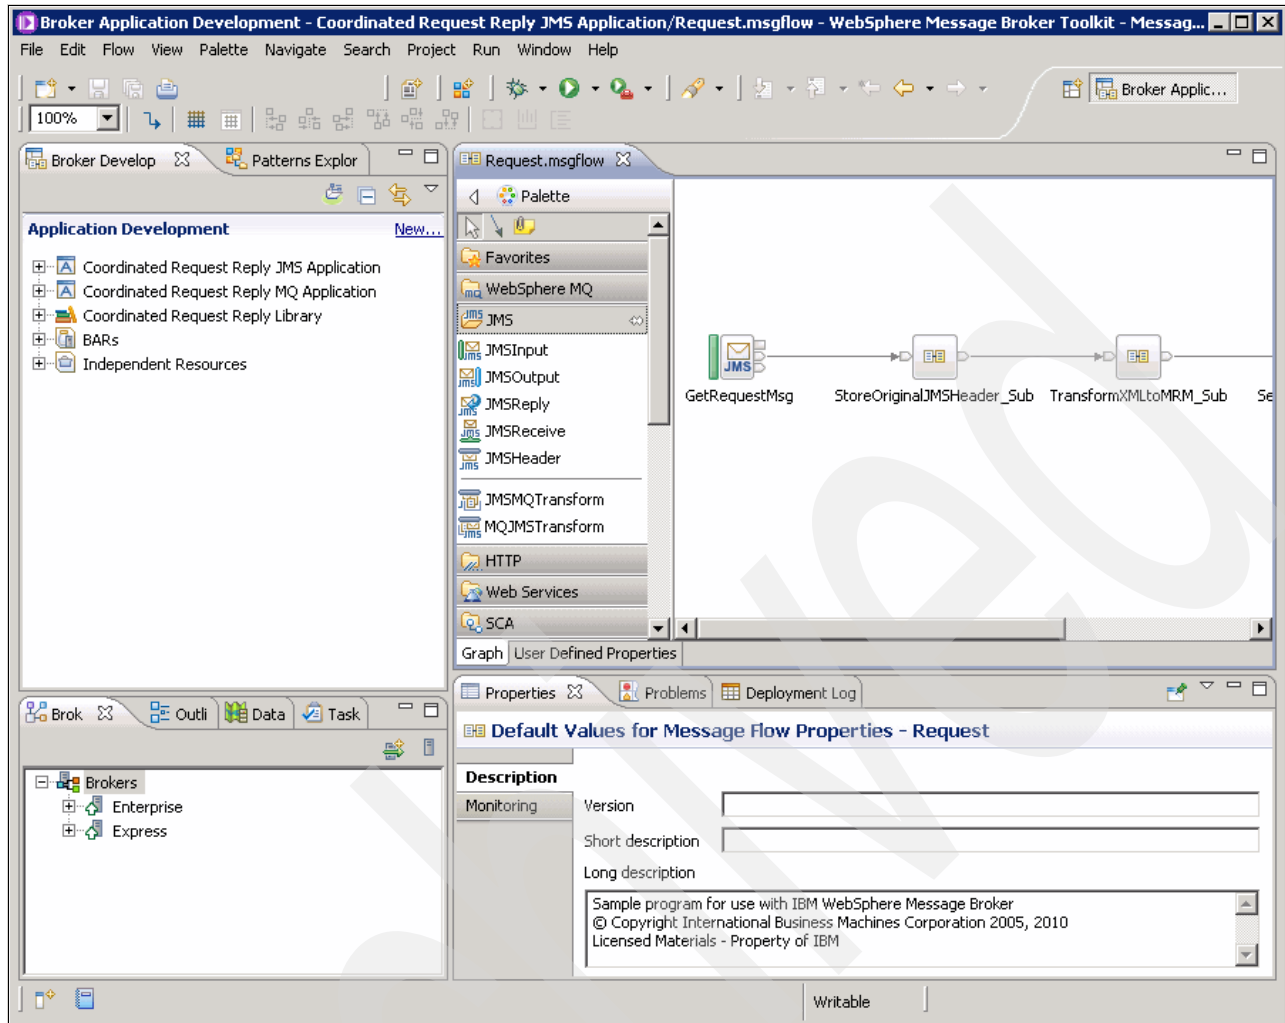 Broker Application Development - Coordinated Request Reply JMS Application/Request.msgflow - WebSphere Message Broker Toolkit - Messag...
File Edit Flow View Palette Navigate Search Project Run Window Help
Broker Applic...
100%
Broker Develop
Patterns Explor
Application Development
New...
Coordinated Request Reply JMS Application
Coordinated Request Reply MQ Application
Coordinated Request Reply Library
BARs
Independent Resources
Request.msgflow
Palette
Favorites
WebSphere MQ
JMS
JMSInput
JMSOutput
JMSReply
JMSReceive
JMSHeader
JMSMQTransform
MQJMSTransform
HTTP
Web Services
SCA
JMS
GetRequestMsg
StoreOriginalJMSHeader_Sub
TransformXMLtoMRM_Sub
Se
Graph
User Defined Properties
Brok
Outli
Data
Task
Brokers
Enterprise
Express
Properties
Problems
Deployment Log
Default Values for Message Flow Properties - Request
Description
Monitoring
Version
Short description
Long description
Sample program for use with IBM WebSphere Message Broker
© Copyright International Business Machines Corporation 2005, 2010
Licensed Materials - Property of IBM
Writable